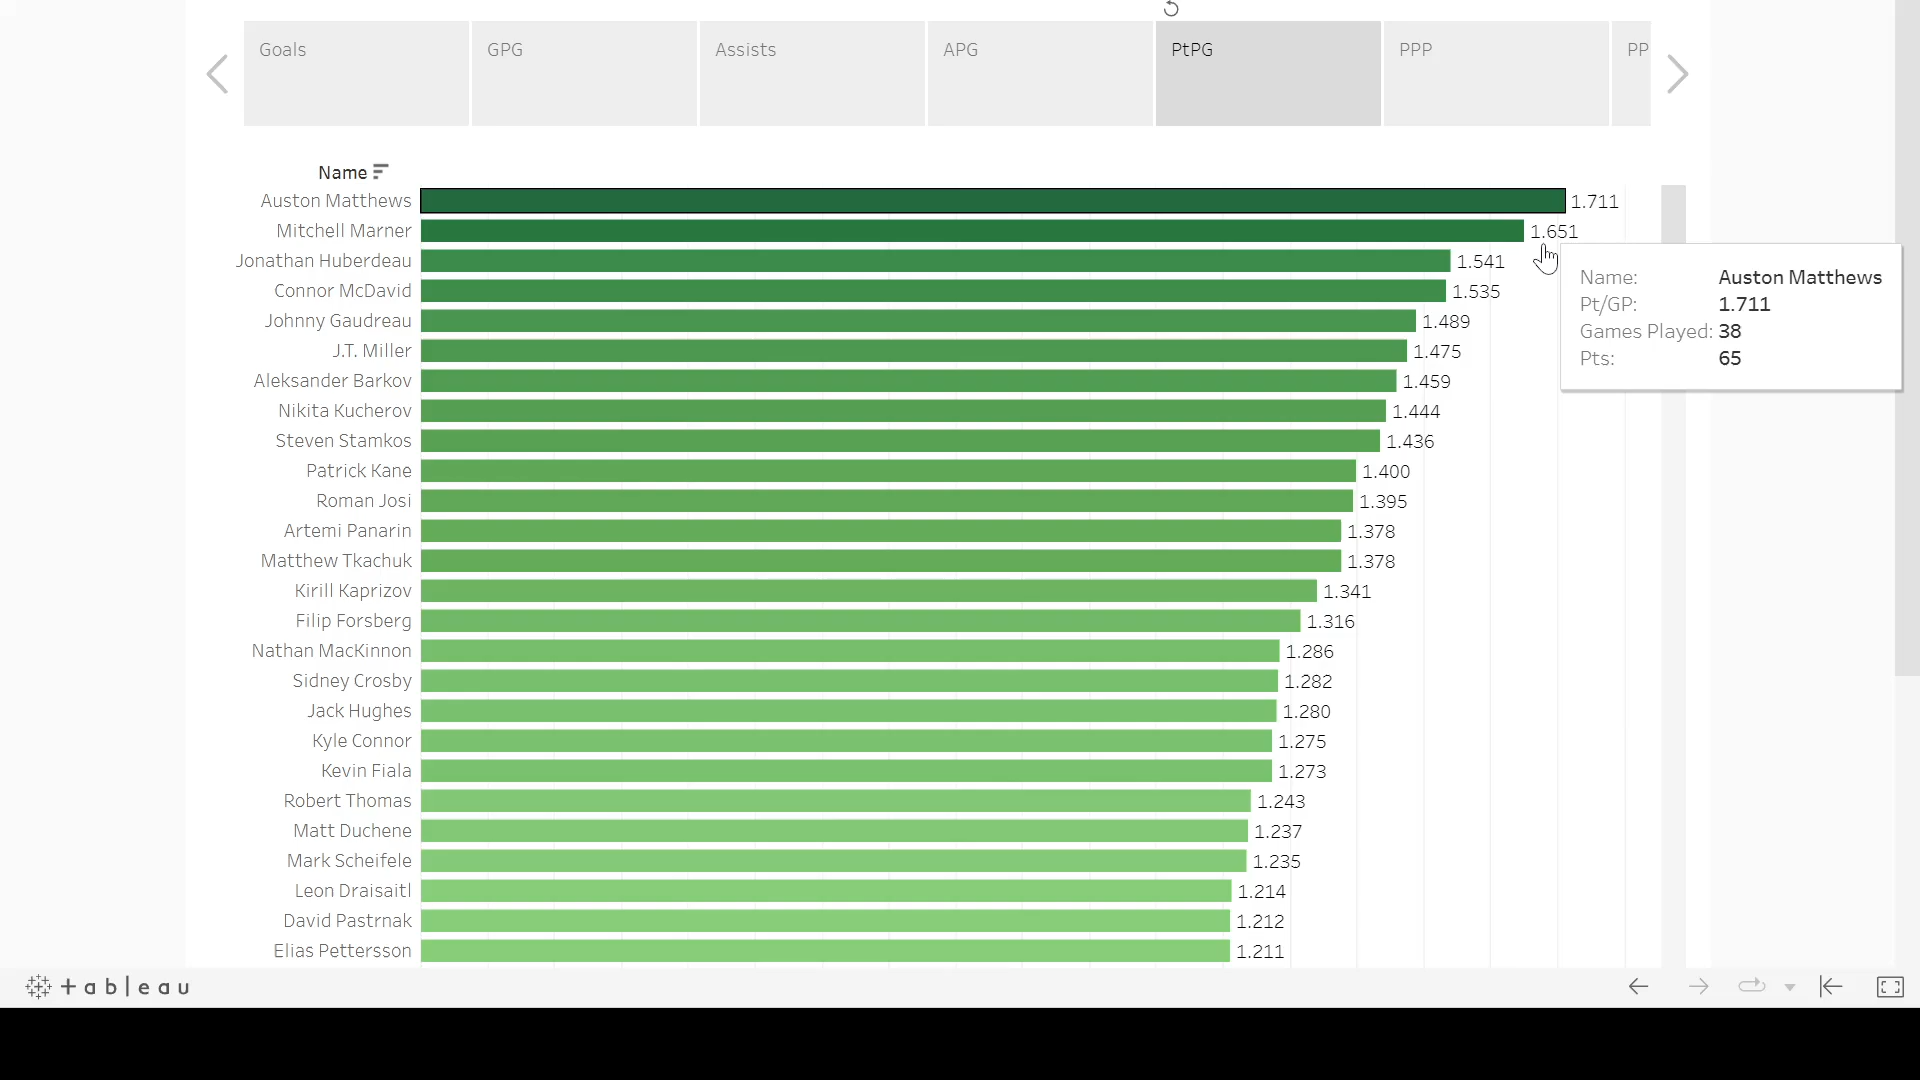 Goals GPG Assists APG PtPG PPP PP
Name
Auston Matthews 1.711
Mitchell Marner 1.651
Jonathan Huberdeau 1.541
Connor McDavid 1.535
Johnny Gaudreau 1.489
J.T. Miller 1.475
Aleksander Barkov 1.459
Nikita Kucherov 1.444
Steven Stamkos 1.436
Patrick Kane 1.400
Roman Josi 1.395
Artemi Panarin 1.378
Matthew Tkachuk 1.378
Kirill Kaprizov 1.341
Filip Forsberg 1.316
Nathan MacKinnon 1.286
Sidney Crosby 1.282
Jack Hughes 1.280
Kyle Connor 1.275
Kevin Fiala 1.273
Robert Thomas 1.243
Matt Duchene 1.237
Mark Scheifele 1.235
Leon Draisaitl 1.214
David Pastrnak 1.212
Elias Pettersson 1.211
Name: Auston Matthews
Pt/GP: 1.711
Games Played: 38
Pts: 65
+ableau